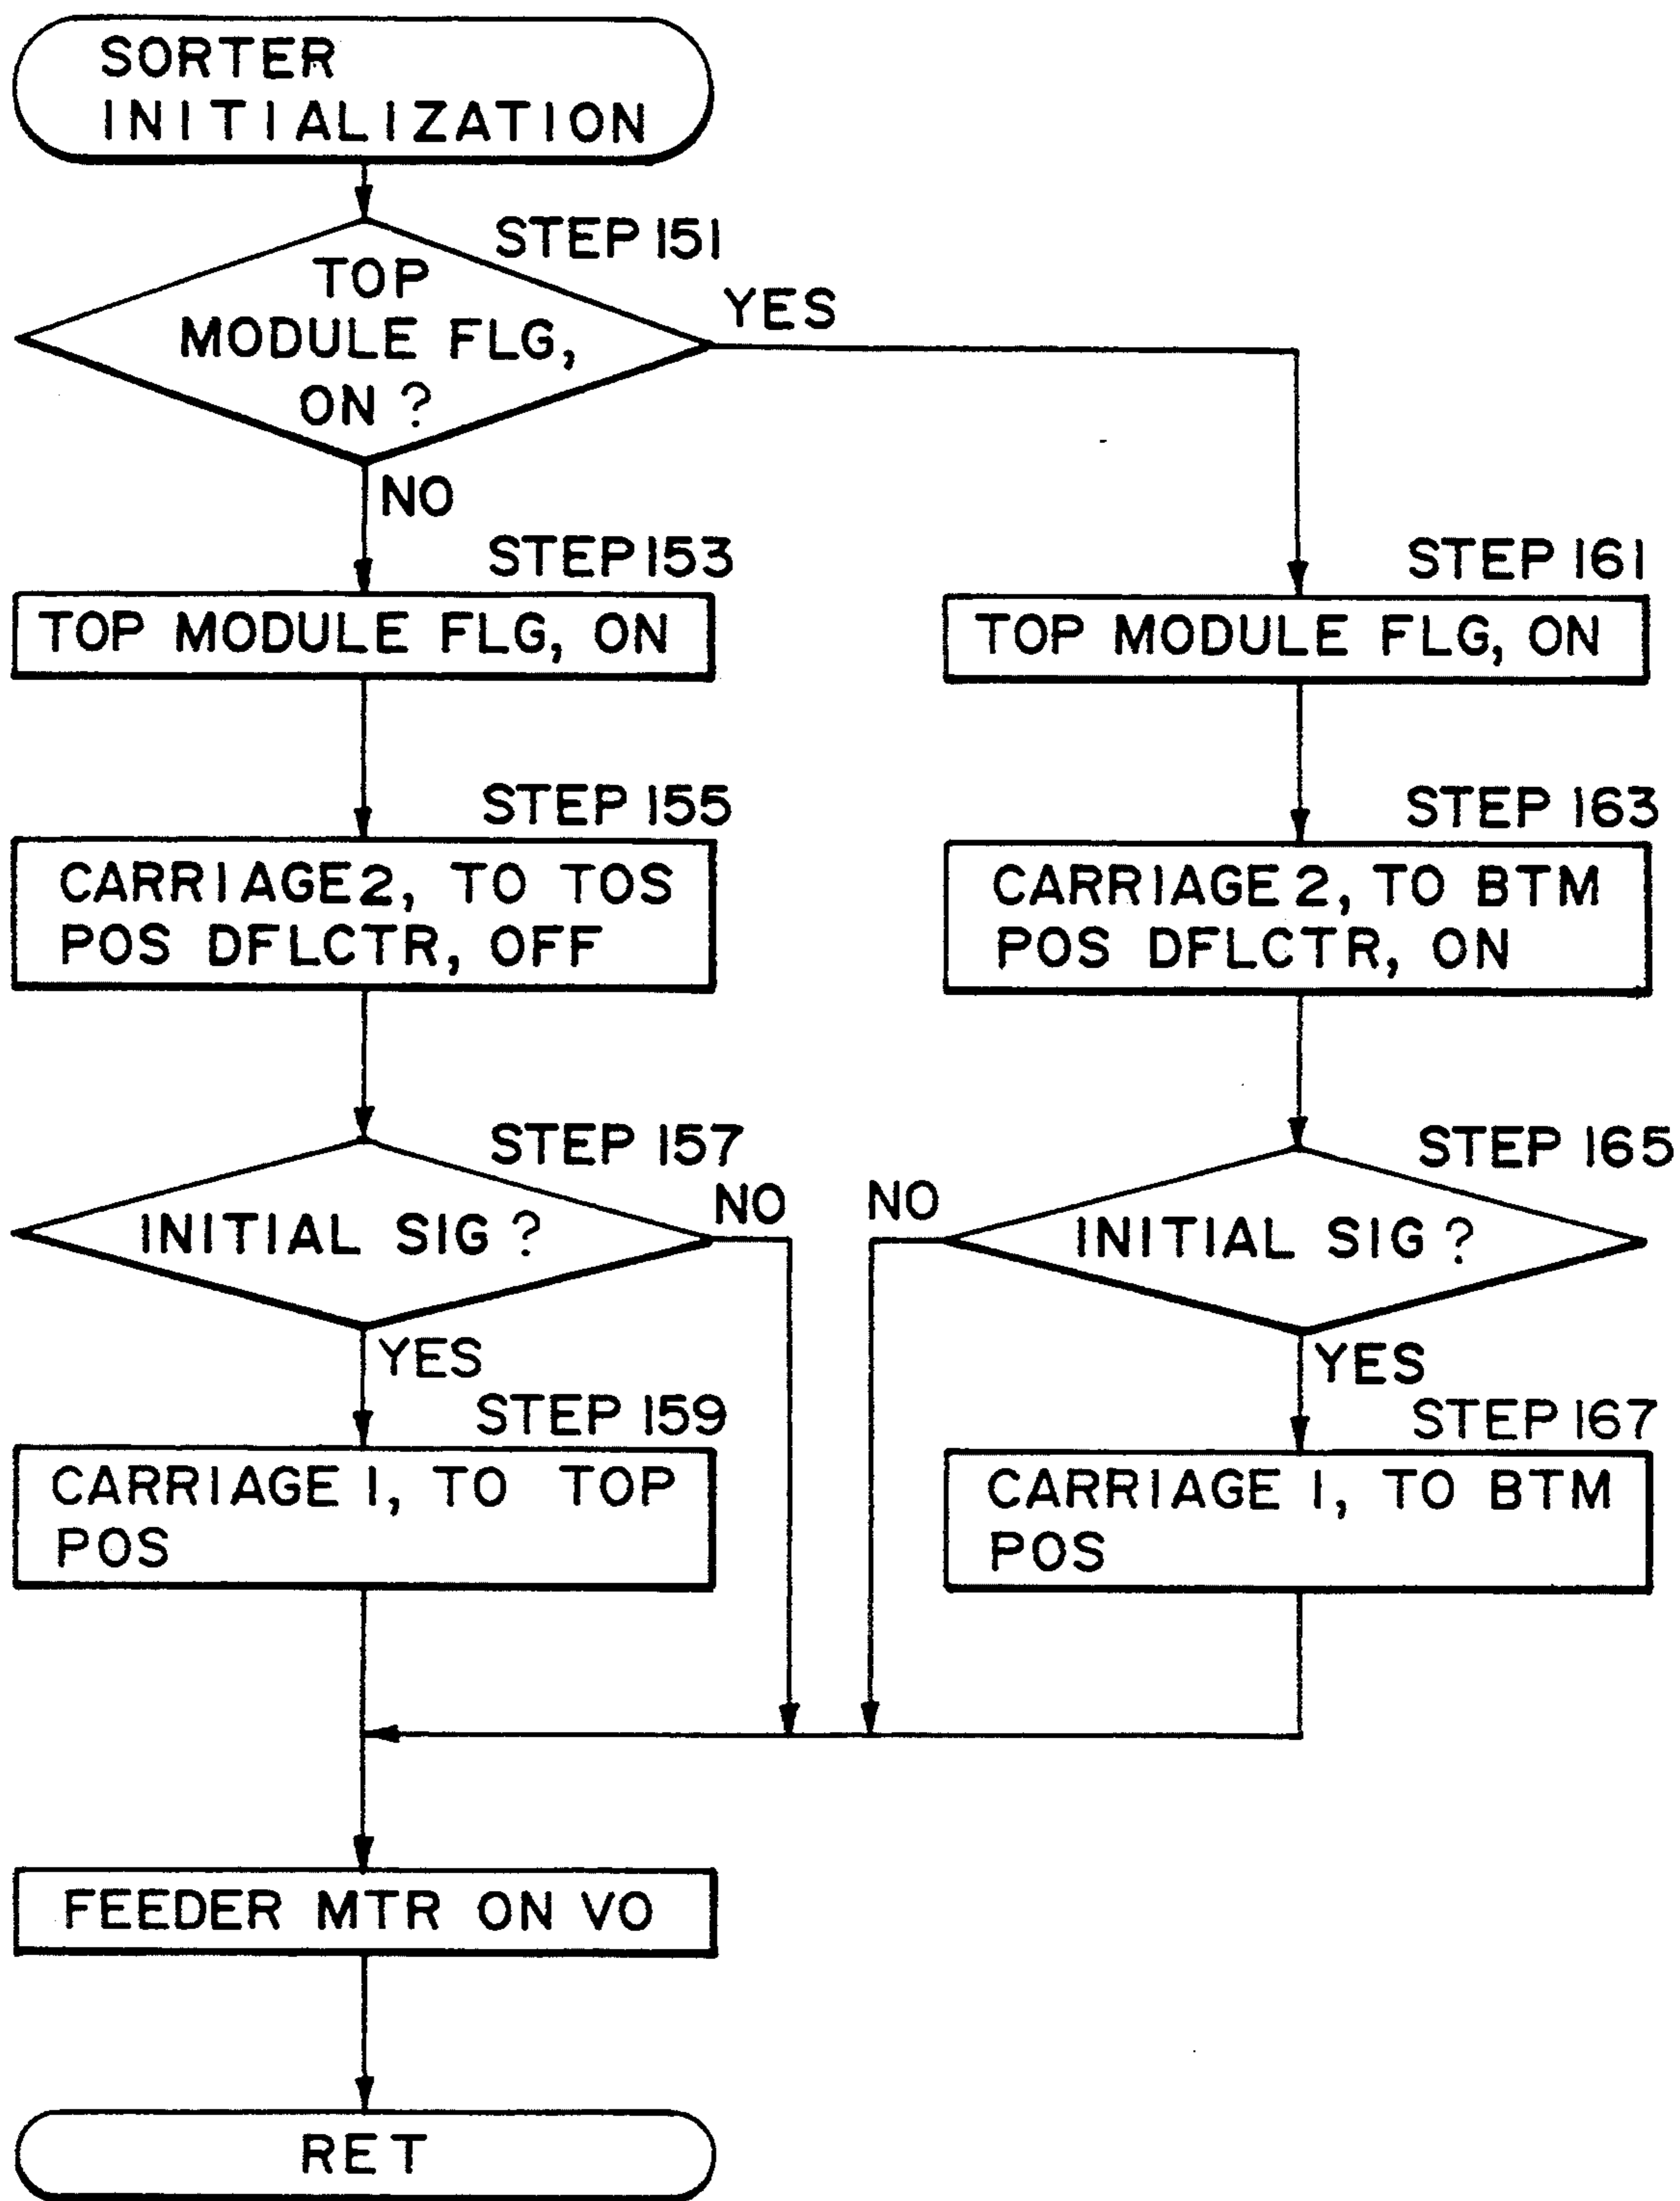 SORTER
INITIALIZATION
STEP 151
TOP
MODULE FLG,
ON ?
YES
NO
STEP 153
TOP MODULE FLG, ON
STEP 155
CARRIAGE 2, TO TOS
POS DFLCTR, OFF
STEP 157
INITIAL SIG ?
NO
YES
STEP 159
CARRIAGE 1, TO TOP
POS
STEP 161
TOP MODULE FLG, ON
STEP 163
CARRIAGE 2, TO BTM
POS DFLCTR, ON
STEP 165
NO
INITIAL SIG ?
YES
STEP 167
CARRIAGE 1, TO BTM
POS
FEEDER MTR ON VO
RET